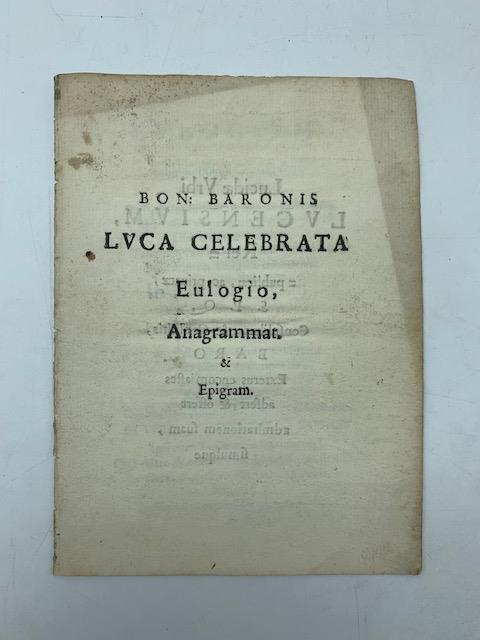 BON: BARONIS
LVCA CELEBRATA
Eulogio,
Anagrammat.
&
Epigram.